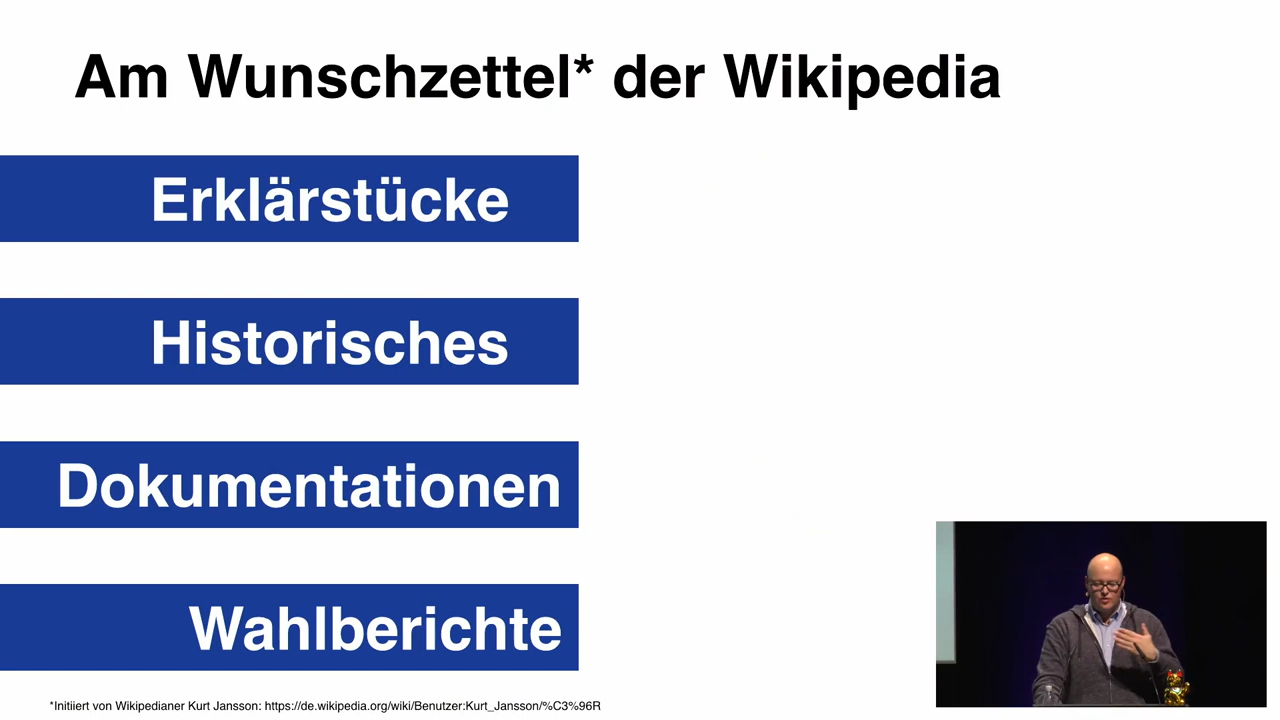 Am Wunschzettel* der Wikipedia
Erklärstücke
Historisches
Dokumentationen
Wahlberichte
*Initiiert von Wikipedianer Kurt Jansson: https://de.wikipedia.org/wiki/Benutzer:Kurt_Jansson/%C3%96R